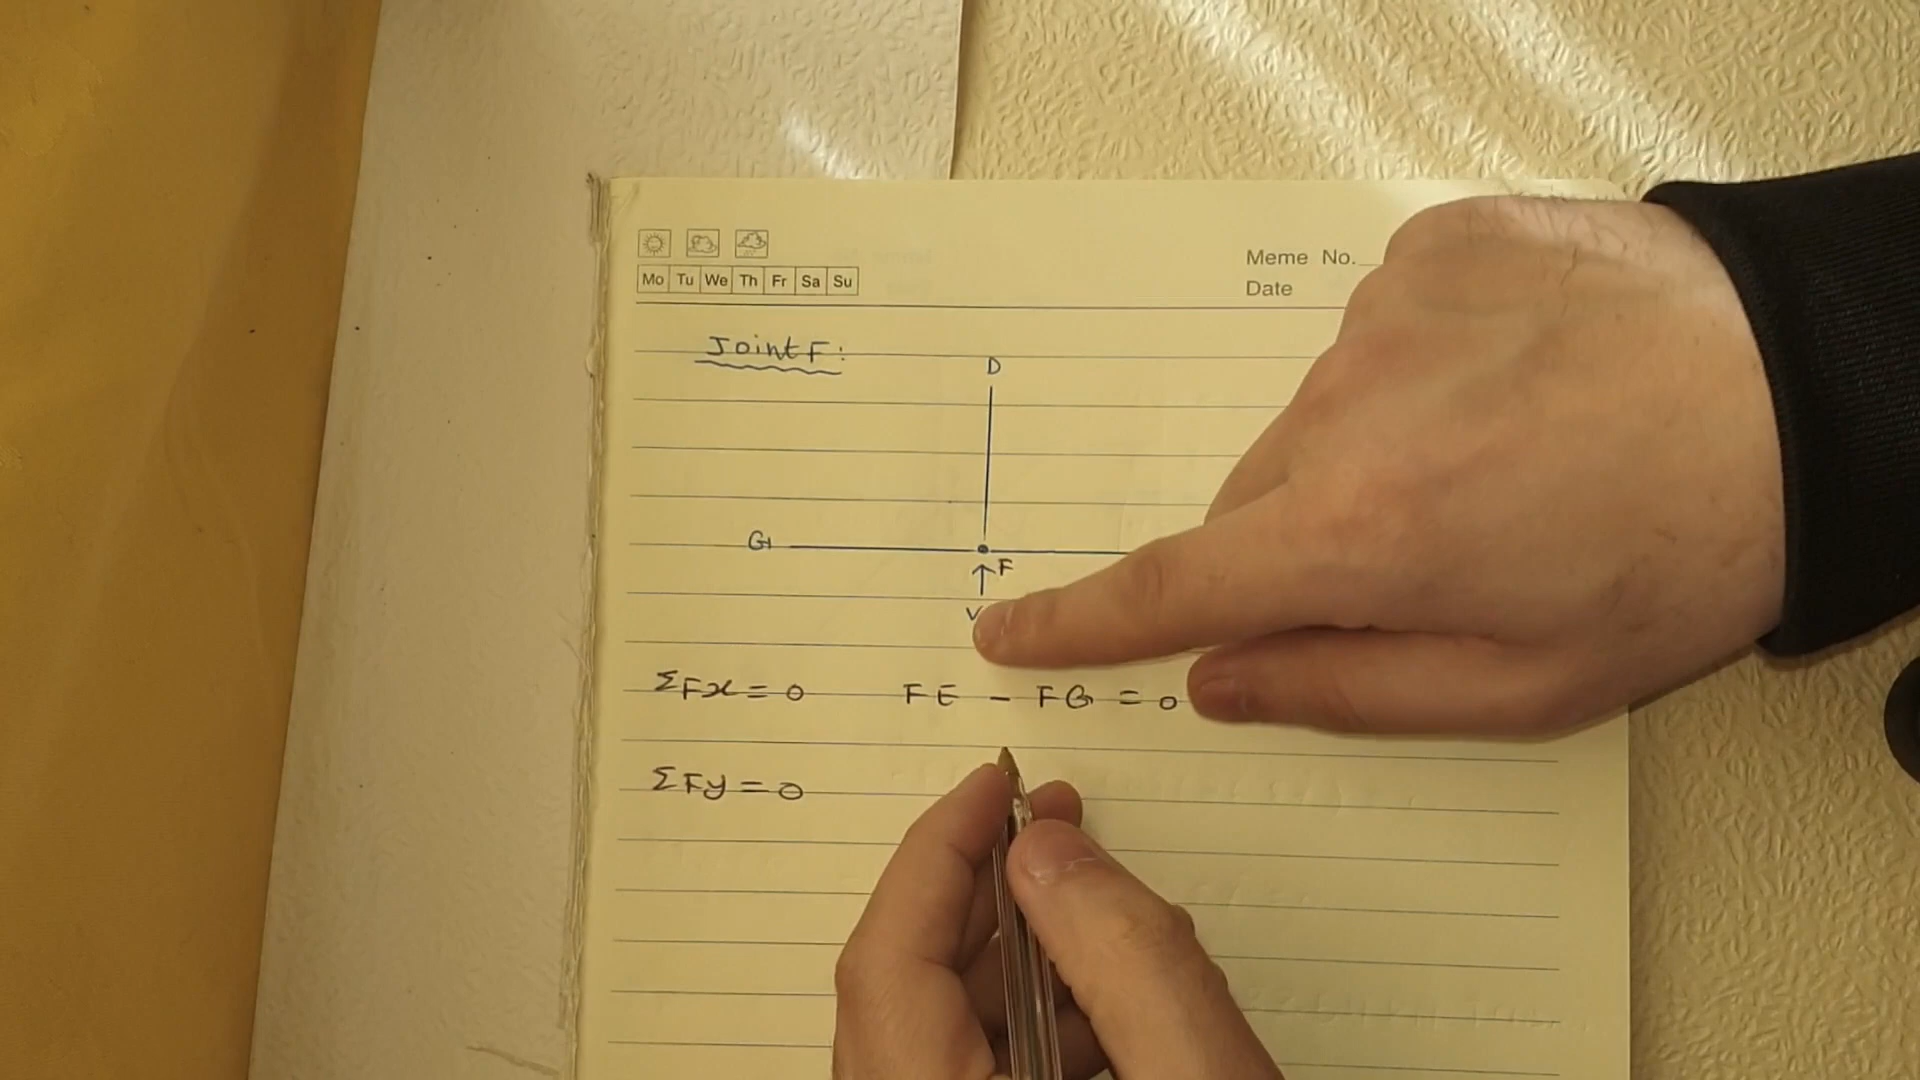 Mo Tu We Th Fr Sa Su
Meme No.
Date
Joint F:
D
G
F
V
ΣFx = 0 FE - FG = 0
ΣFy = 0